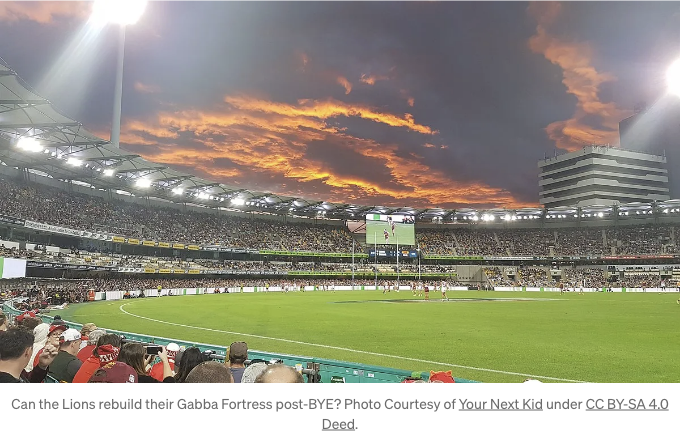 Can the Lions rebuild their Gabba Fortress post-BYE? Photo Courtesy of Your Next Kid under CC BY-SA 4.0
Deed.